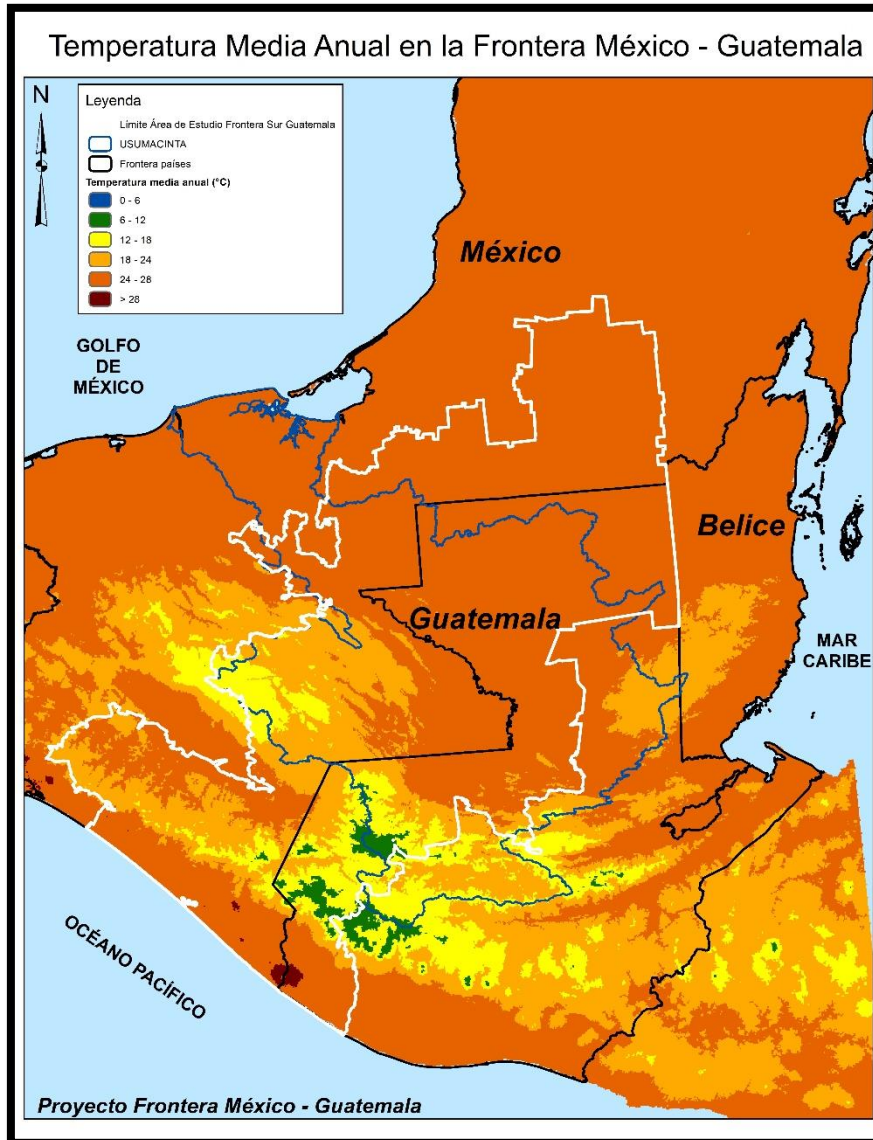 Temperatura Media Anual en la Frontera México - Guatemala
N
Leyenda
Límite Área de Estudio Frontera Sur Guatemala
USUMACINTA
Frontera países
Temperatura media anual (°C)
0 - 6
6 - 12
12 - 18
18 - 24
24 - 28
> 28
México
GOLFO
DE
MÉXICO
Belice
Guatemala
MAR
CARIBE
OCÉANO PACÍFICO
Proyecto Frontera México - Guatemala